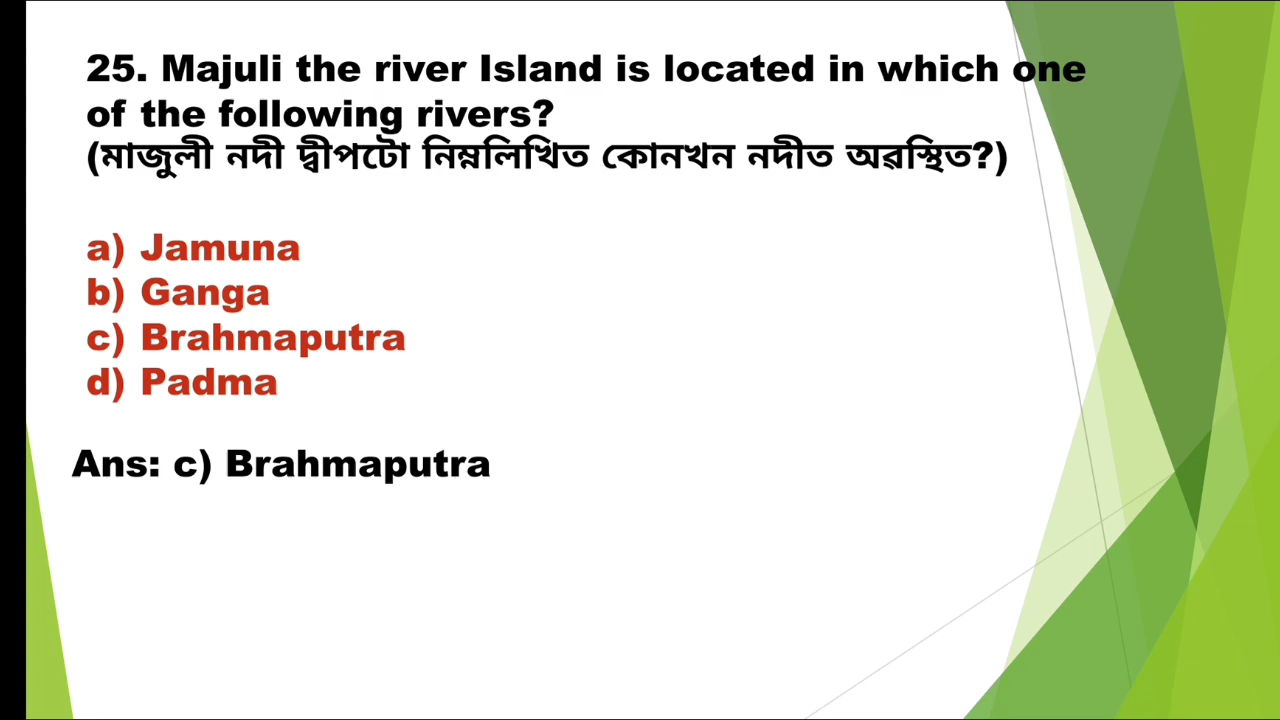 25. Majuli the river Island is located in which one
of the following rivers?
(মাজুলী নদী দ্বীপটো নিম্নলিখিত কোনখন নদীত অৱস্থিত?)
a) Jamuna
b) Ganga
c) Brahmaputra
d) Padma
Ans: c) Brahmaputra